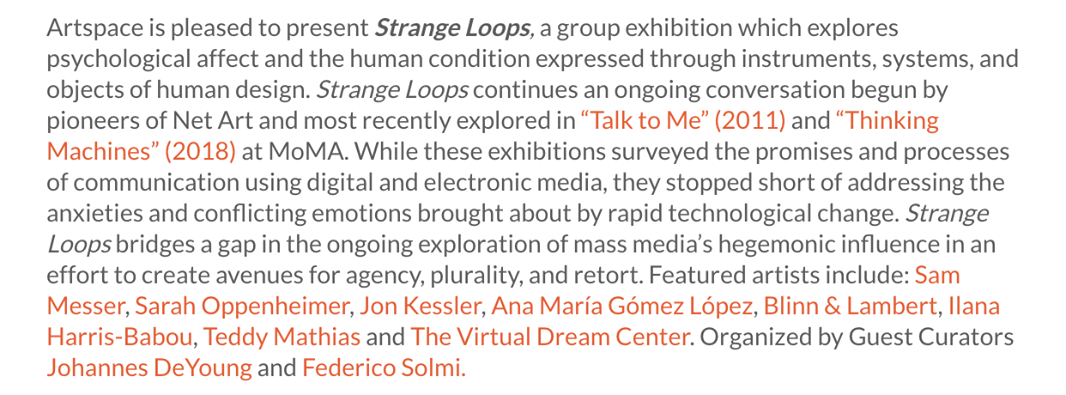 Artspace is pleased to present Strange Loops, a group exhibition which explores
psychological affect and the human condition expressed through instruments, systems, and
objects of human design. Strange Loops continues an ongoing conversation begun by
pioneers of Net Art and most recently explored in “Talk to Me” (2011) and “Thinking
Machines” (2018) at MoMA. While these exhibitions surveyed the promises and processes
of communication using digital and electronic media, they stopped short of addressing the
anxieties and conflicting emotions brought about by rapid technological change. Strange
Loops bridges a gap in the ongoing exploration of mass media’s hegemonic influence in an
effort to create avenues for agency, plurality, and retort. Featured artists include: Sam
Messer, Sarah Oppenheimer, Jon Kessler, Ana María Gómez López, Blinn & Lambert, Ilana
Harris-Babou, Teddy Mathias and The Virtual Dream Center. Organized by Guest Curators
Johannes DeYoung and Federico Solmi.